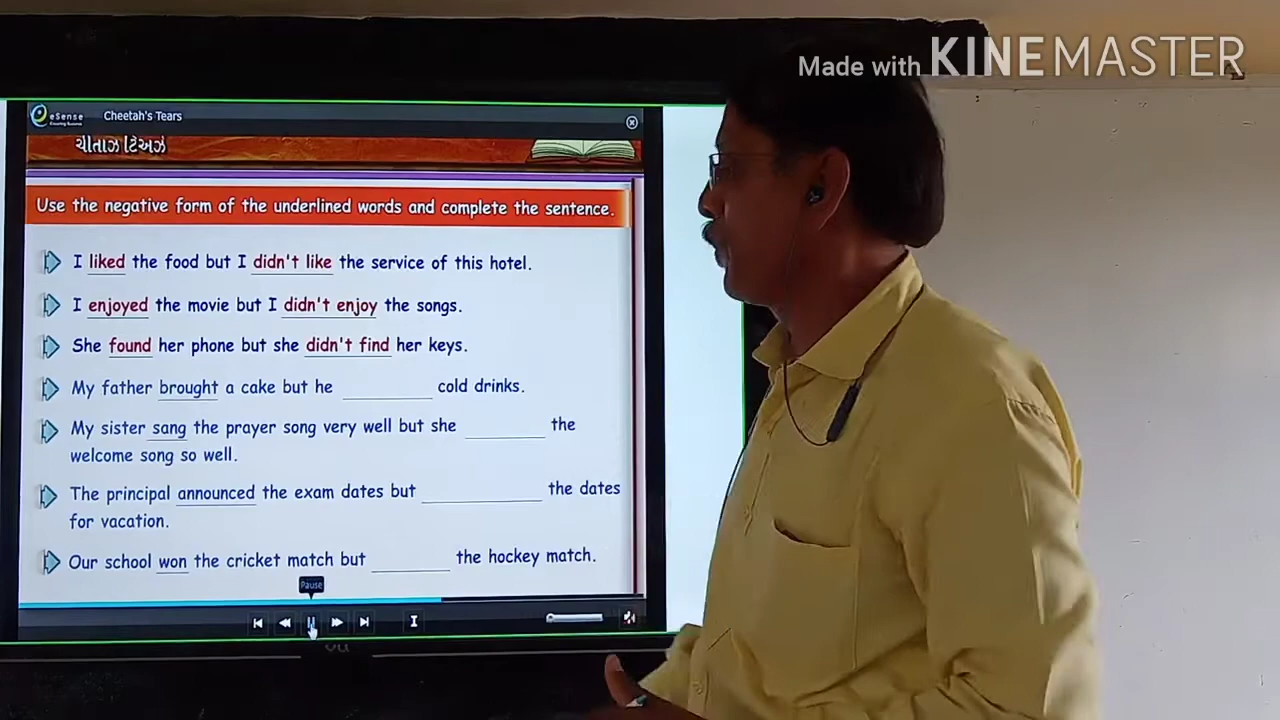 Made with KINEMASTER
eSense
Cheetah's Tears
ચીતાઝ ટિઅર્ઝ
Use the negative form of the underlined words and complete the sentence.
I liked the food but I didn't like the service of this hotel.
I enjoyed the movie but I didn't enjoy the songs.
She found her phone but she didn't find her keys.
My father brought a cake but he __________ cold drinks.
My sister sang the prayer song very well but she _________ the
welcome song so well.
The principal announced the exam dates but _____________ the dates
for vacation.
Our school won the cricket match but ________ the hockey match.
Pause